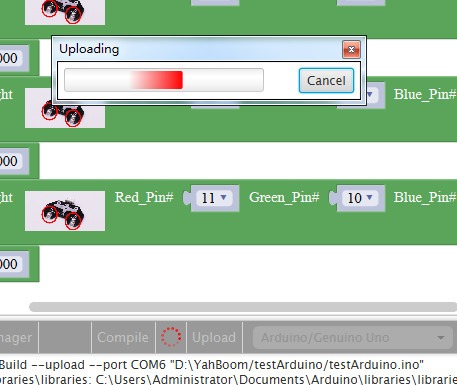 Uploading
000
Cancel
ght
Blue_Pin#
000
ght Red_Pin# 11 Green_Pin# 10 Blue_Pin#
000
nager Compile Upload Arduino/Genuino Uno
Build --upload --port COM6 "D:\YahBoom/testArduino/testArduino.ino"
braries\libraries: C:\Users\Administrator\Documents\Arduino\libraries\librarie